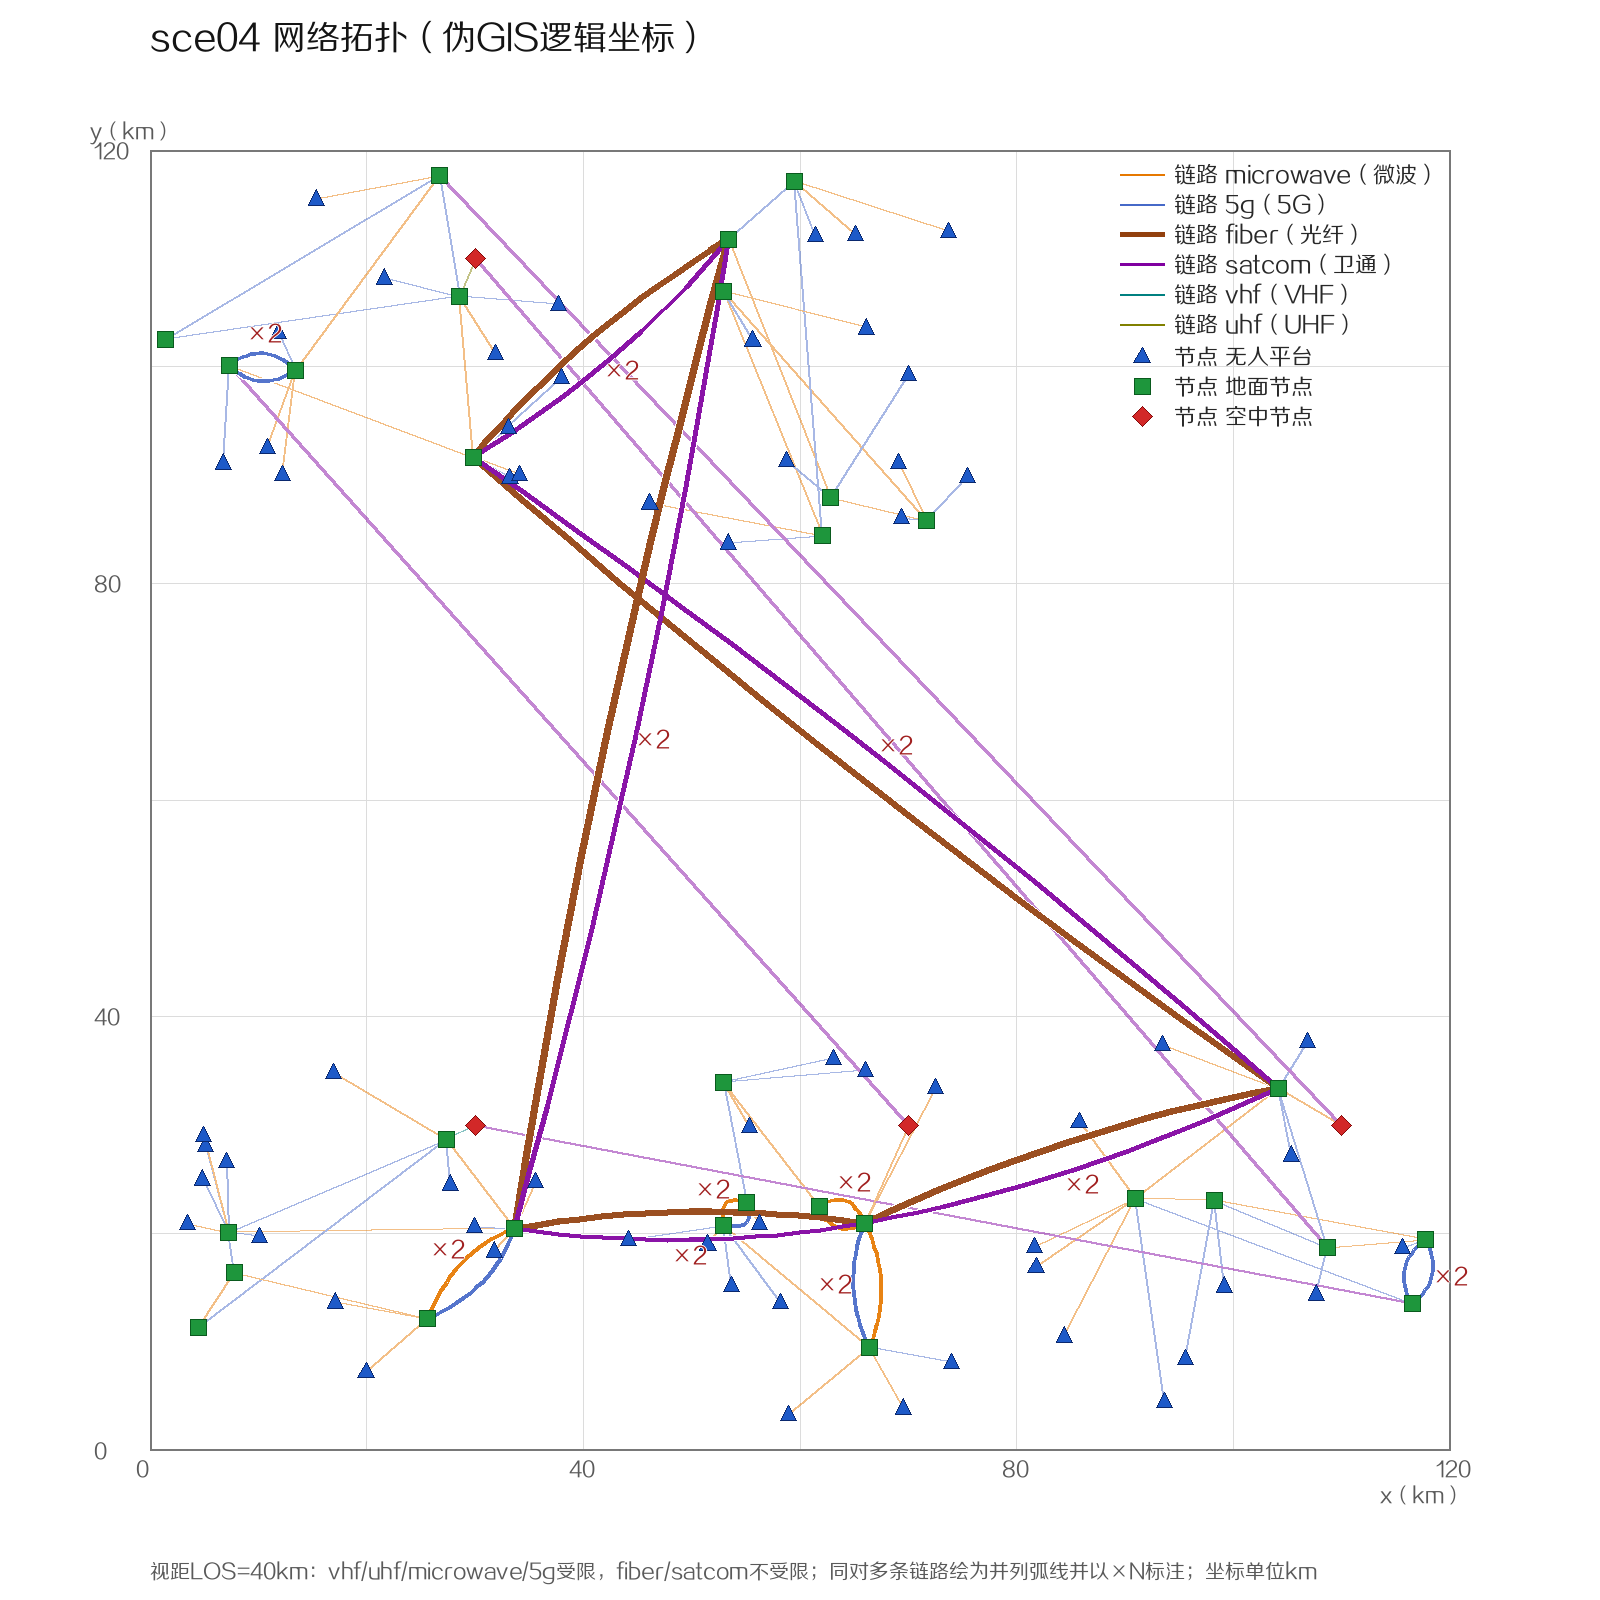 sce04 网络拓扑（伪GIS逻辑坐标）
y（km）
120
链路 microwave（微波）
链路 5g（5G）
链路 fiber（光纤）
链路 satcom（卫通）
链路 vhf（VHF）
链路 uhf（UHF）
节点 无人平台
节点 地面节点
节点 空中节点
×2
×2
80
×2
×2
40
×2
×2
×2
×2
×2
×2
×2
0
0
40
80
120
x（km）
视距LOS=40km：vhf/uhf/microwave/5g受限，fiber/satcom不受限；同对多条链路绘为并列弧线并以×N标注；坐标单位km